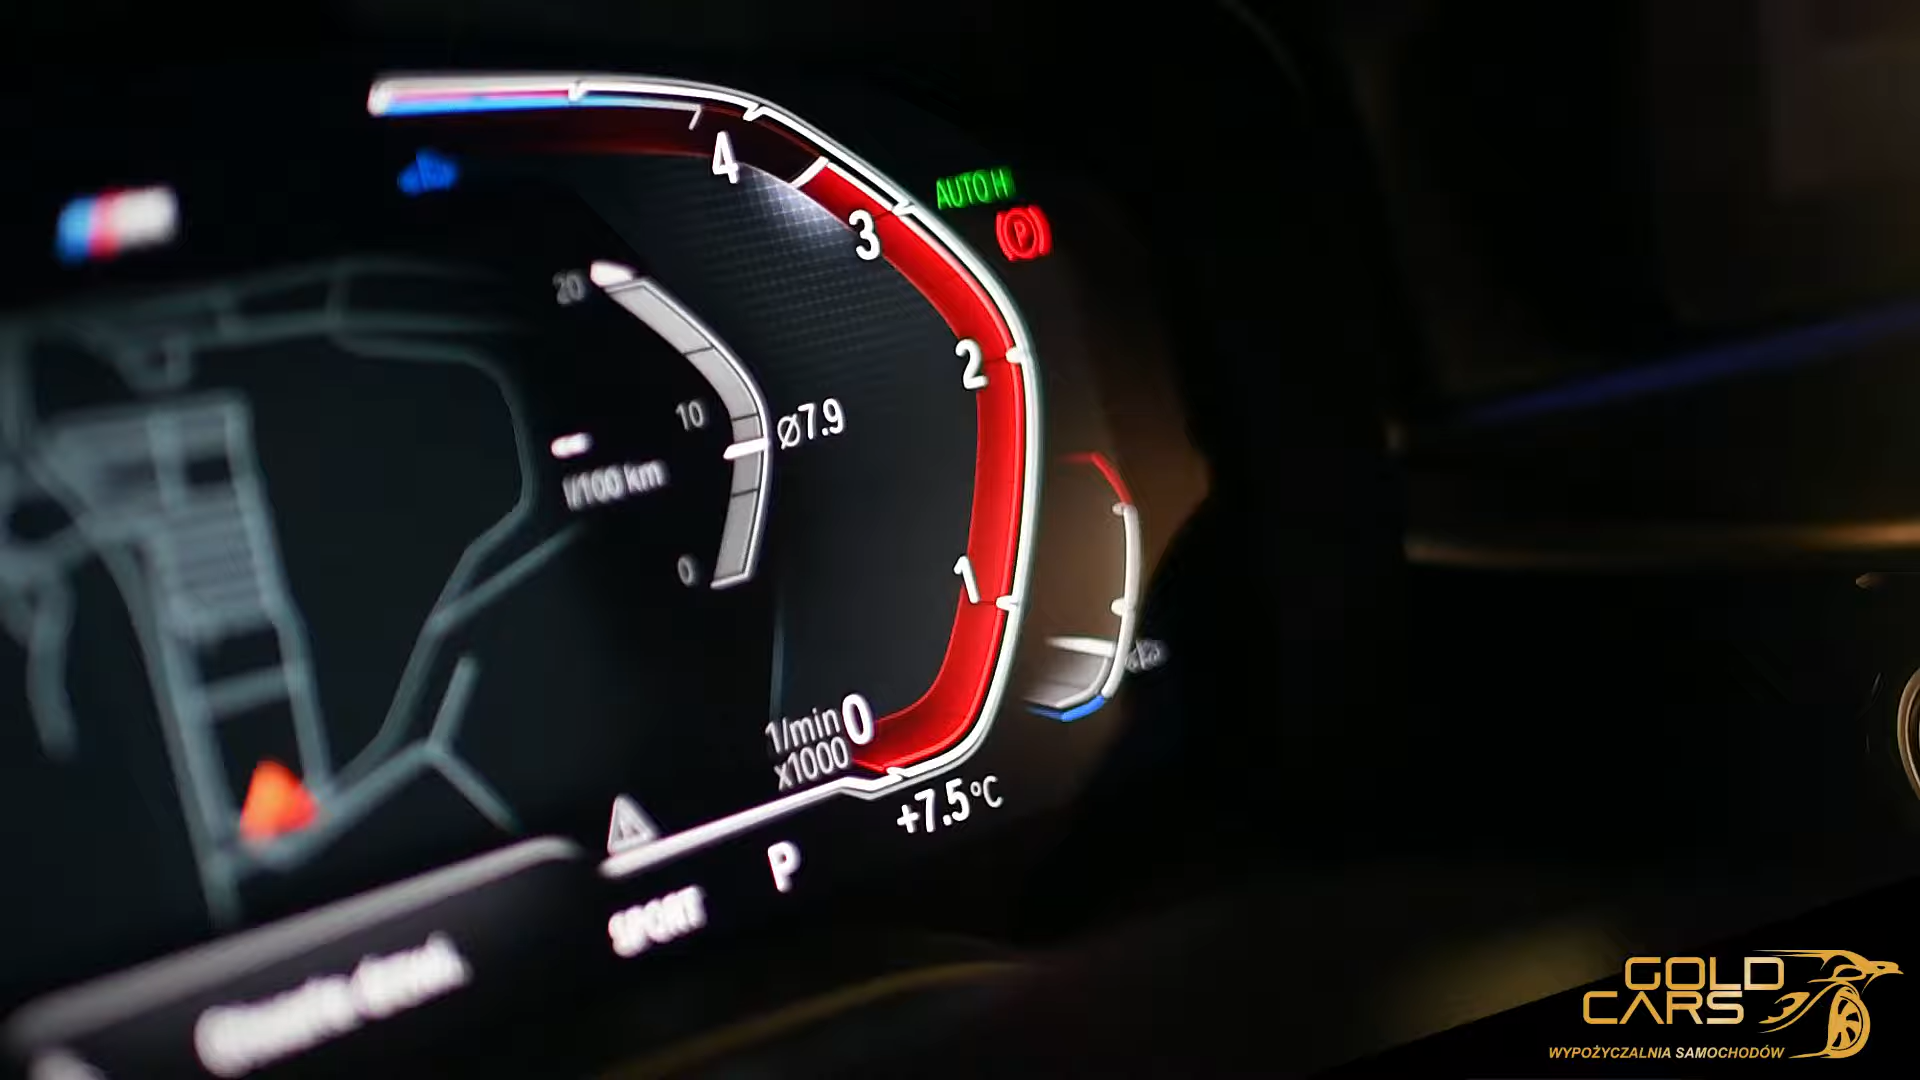 4
AUTO H
3
20
2
10
Ø7.9
l/100 km
1
0
1/min 0
x1000
+7.5°C
P
SPORT
GOLD
CARS
WYPOŻYCZALNIA SAMOCHODÓW